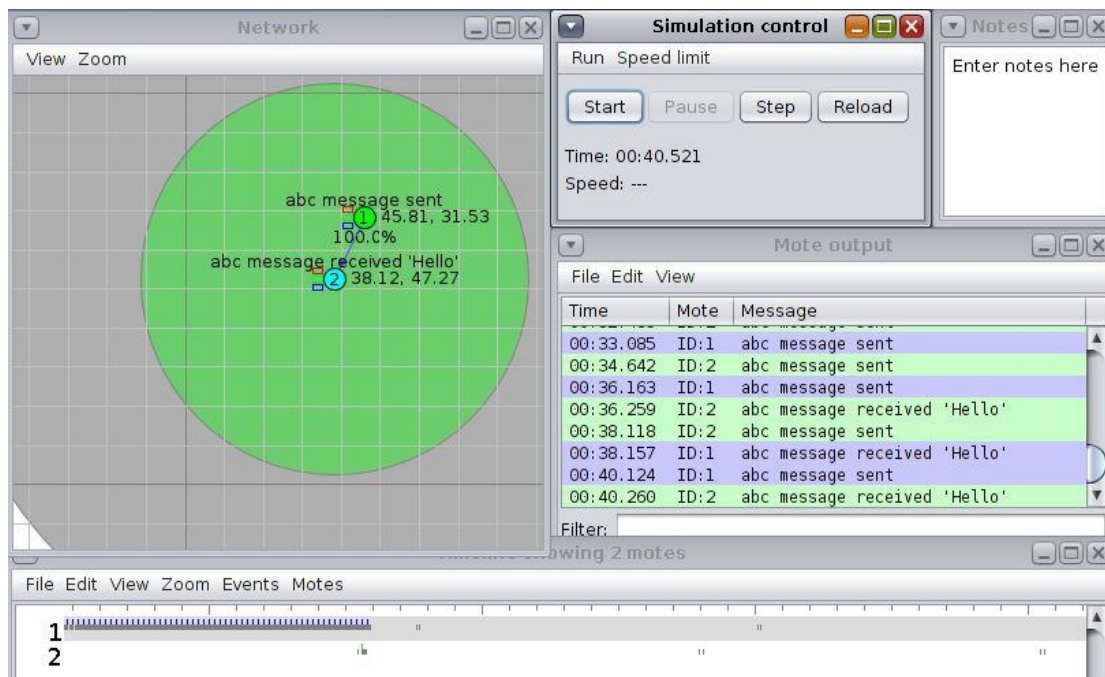 Network
View Zoom
abc message sent
1 45.81, 31.53
100.0%
abc message received 'Hello'
2 38.12, 47.27
Simulation control
Run Speed limit
Start Pause Step Reload
Time: 00:40.521
Speed: ---
Notes
Enter notes here
Mote output
File Edit View
Time Mote Message
00:33.085 ID:1 abc message sent
00:34.642 ID:2 abc message sent
00:36.163 ID:1 abc message sent
00:36.259 ID:2 abc message received 'Hello'
00:38.118 ID:2 abc message sent
00:38.157 ID:1 abc message received 'Hello'
00:40.124 ID:1 abc message sent
00:40.260 ID:2 abc message received 'Hello'
Filter:
showing 2 motes
File Edit View Zoom Events Motes
1
2